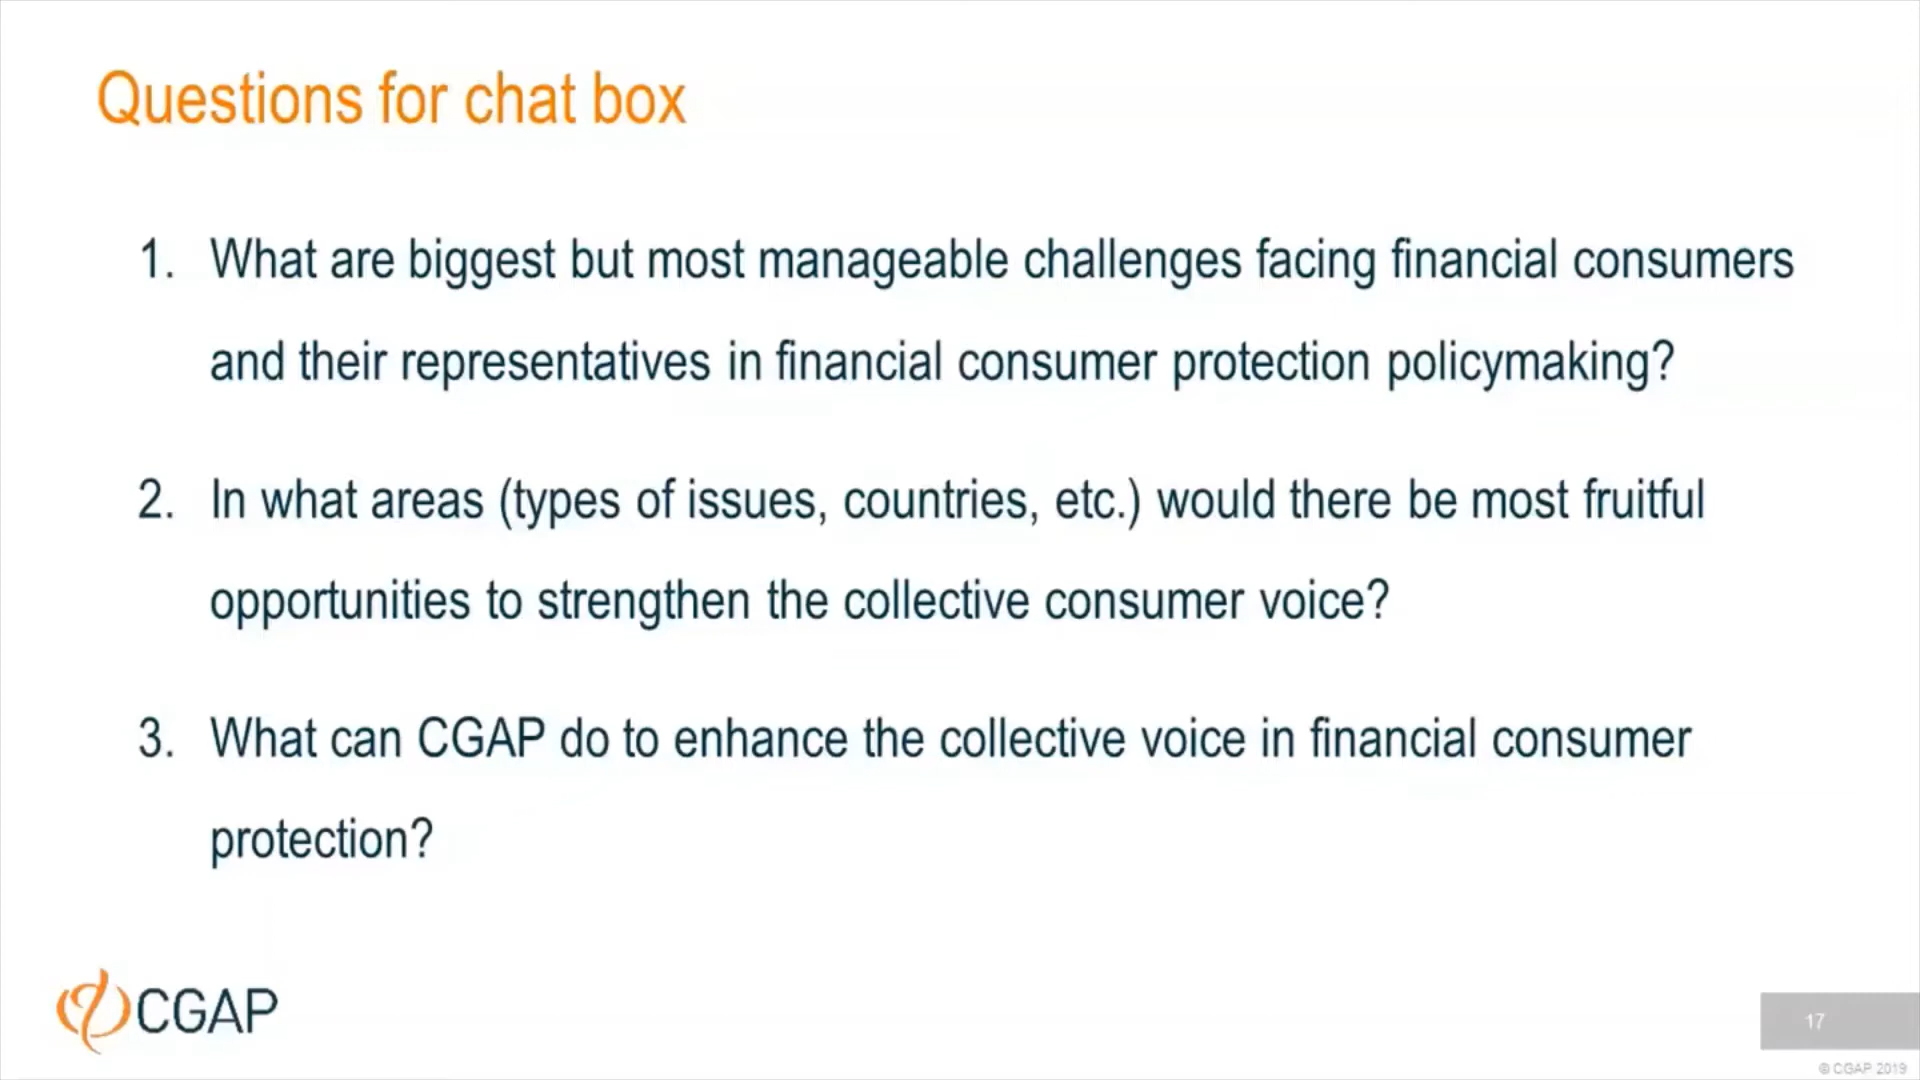 Questions for chat box
1. What are biggest but most manageable challenges facing financial consumers
and their representatives in financial consumer protection policymaking?
2. In what areas (types of issues, countries, etc.) would there be most fruitful
opportunities to strengthen the collective consumer voice?
3. What can CGAP do to enhance the collective voice in financial consumer
protection?
CGAP
17
© CGAP 2019